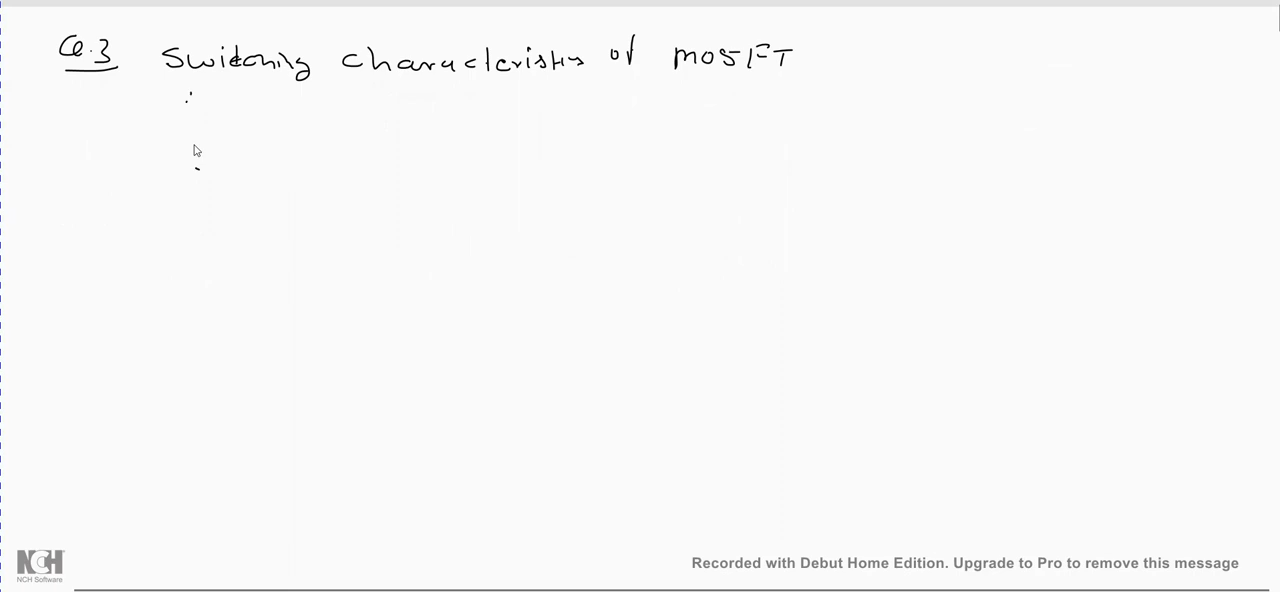 Q.3 Switching characteristics of MOSFT
NCH
NCH Software
Recorded with Debut Home Edition. Upgrade to Pro to remove this message